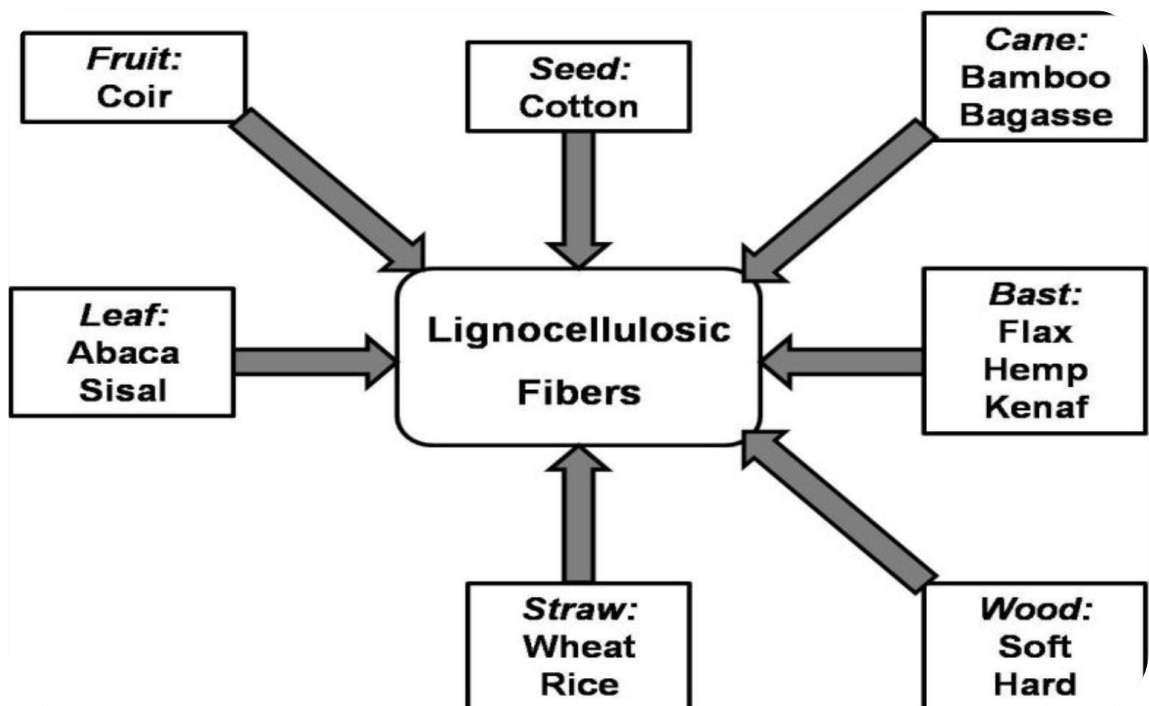 Fruit:
Coir
Seed:
Cotton
Cane:
Bamboo
Bagasse
Leaf:
Abaca
Sisal
Lignocellulosic
Fibers
Bast:
Flax
Hemp
Kenaf
Straw:
Wheat
Rice
Wood:
Soft
Hard